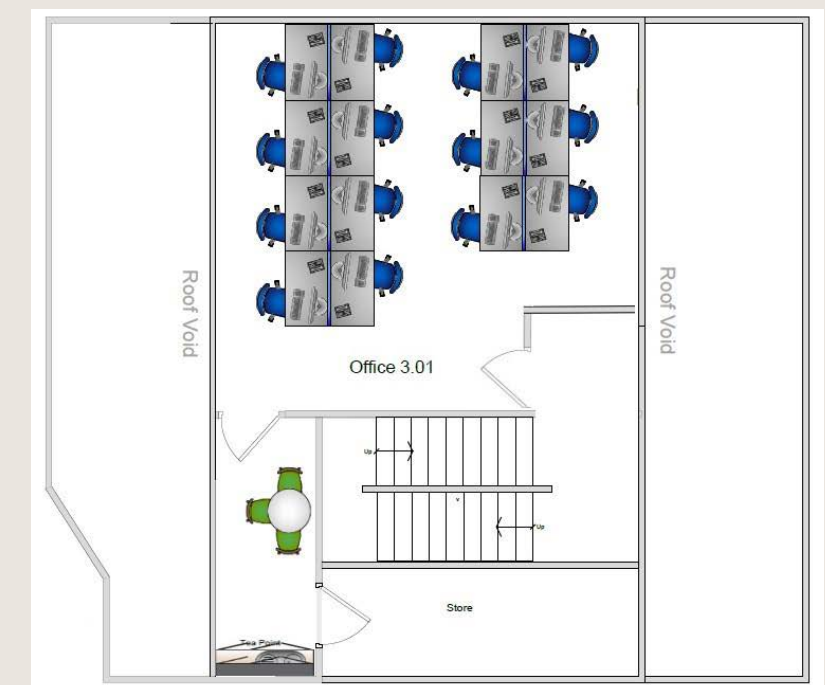 Roof Void
Roof Void
Office 3.01
Up
v
Up
Store
Tea Point